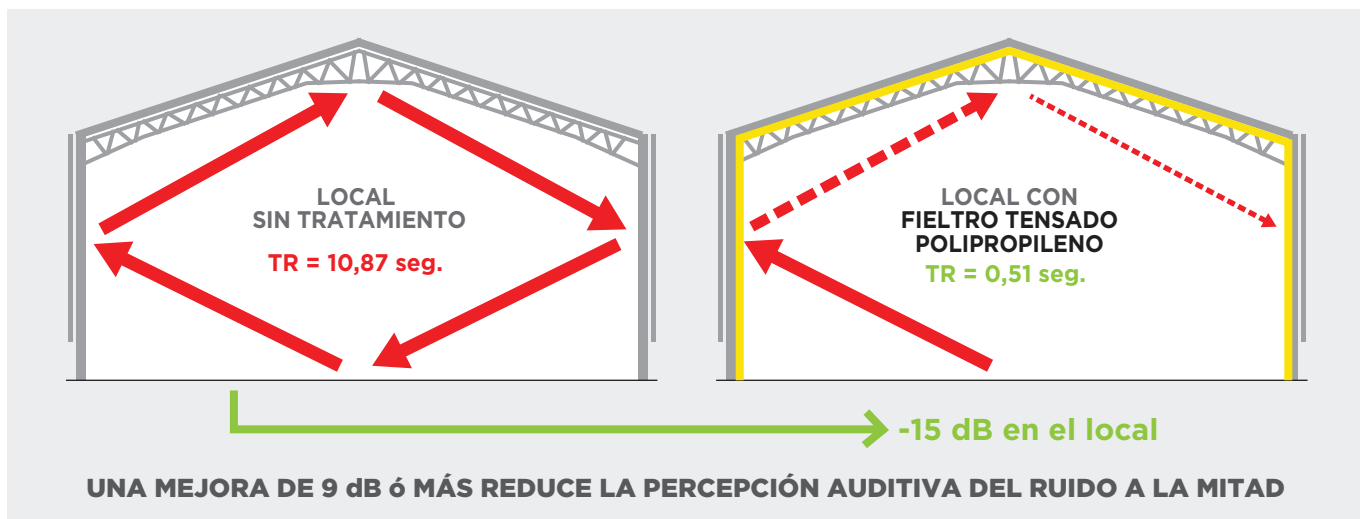 LOCAL
SIN TRATAMIENTO
TR = 10,87 seg.
LOCAL CON
FIELTRO TENSADO
POLIPROPILENO
TR = 0,51 seg.
-15 dB en el local
UNA MEJORA DE 9 dB ó MÁS REDUCE LA PERCEPCIÓN AUDITIVA DEL RUIDO A LA MITAD